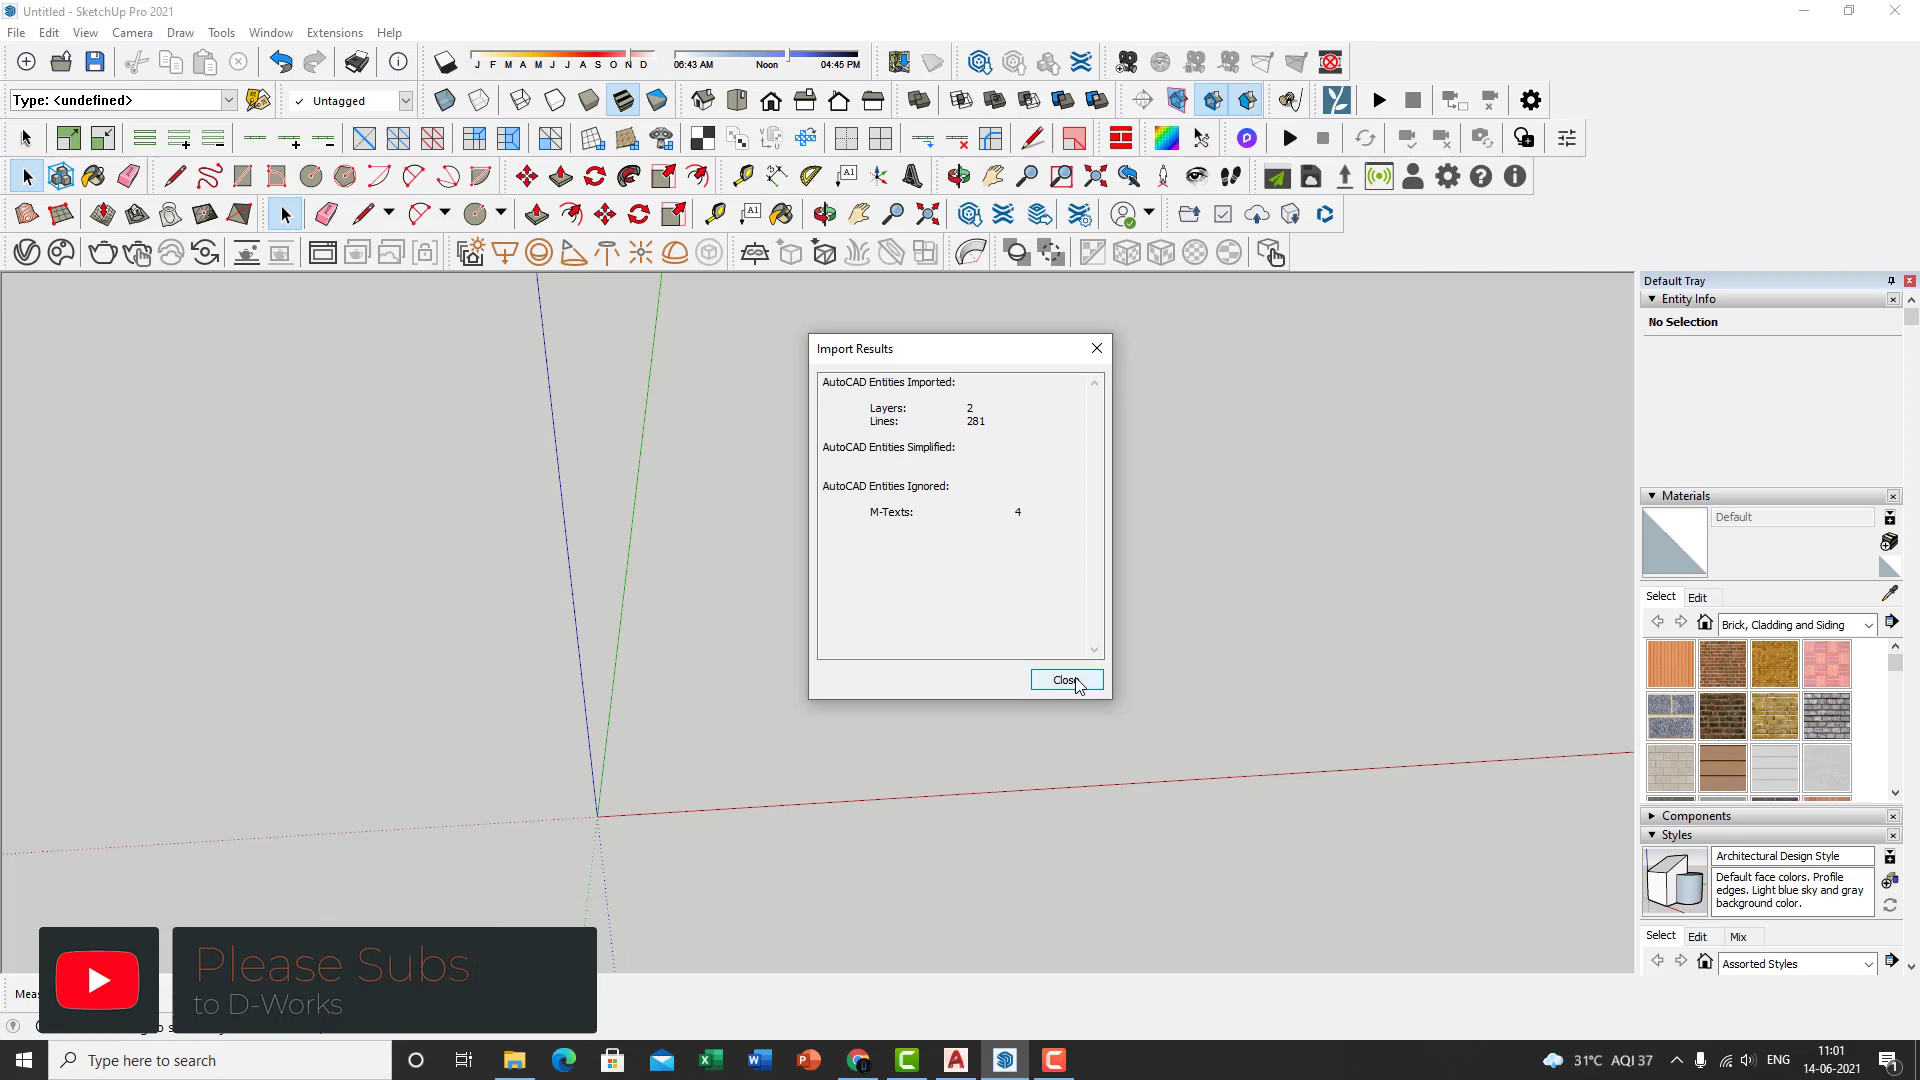 Untitled - SketchUp Pro 2021
File Edit View Camera Draw Tools Window Extensions Help
J F M A M J J A S O N D
06:43 AM Noon 04:45 PM
Type: <undefined>
✓ Untagged
A1
A1
Default Tray
Entity Info
No Selection
Import Results
AutoCAD Entities Imported:
Layers: 2
Lines: 281
AutoCAD Entities Simplified:
AutoCAD Entities Ignored:
M-Texts: 4
Close
Materials
Default
Select Edit
Brick, Cladding and Siding
Components
Styles
Architectural Design Style
Default face colors. Profile
edges. Light blue sky and gray
background color.
Select Edit Mix
Assorted Styles
Please Subs
to D-Works
Meas
Type here to search
31°C AQI 37
ENG
11:01
14-06-2021
1